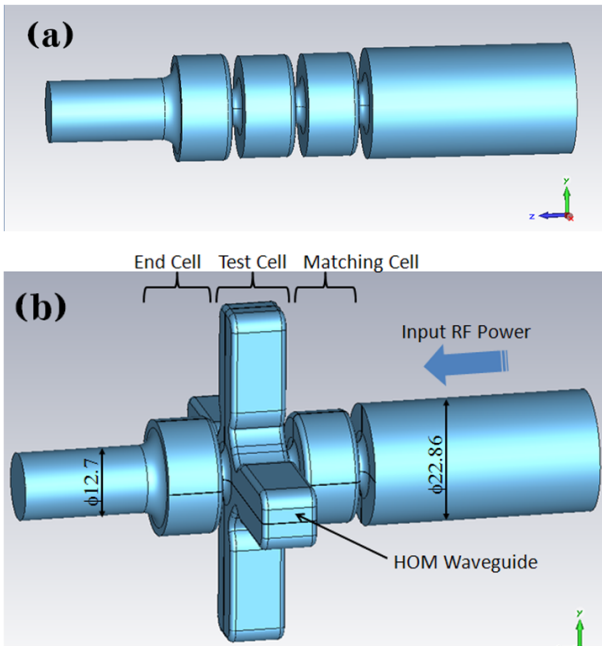 (a)
y
z
x
End Cell Test Cell Matching Cell
(b)
Input RF Power
ϕ12.7
ϕ22.86
HOM Waveguide
y